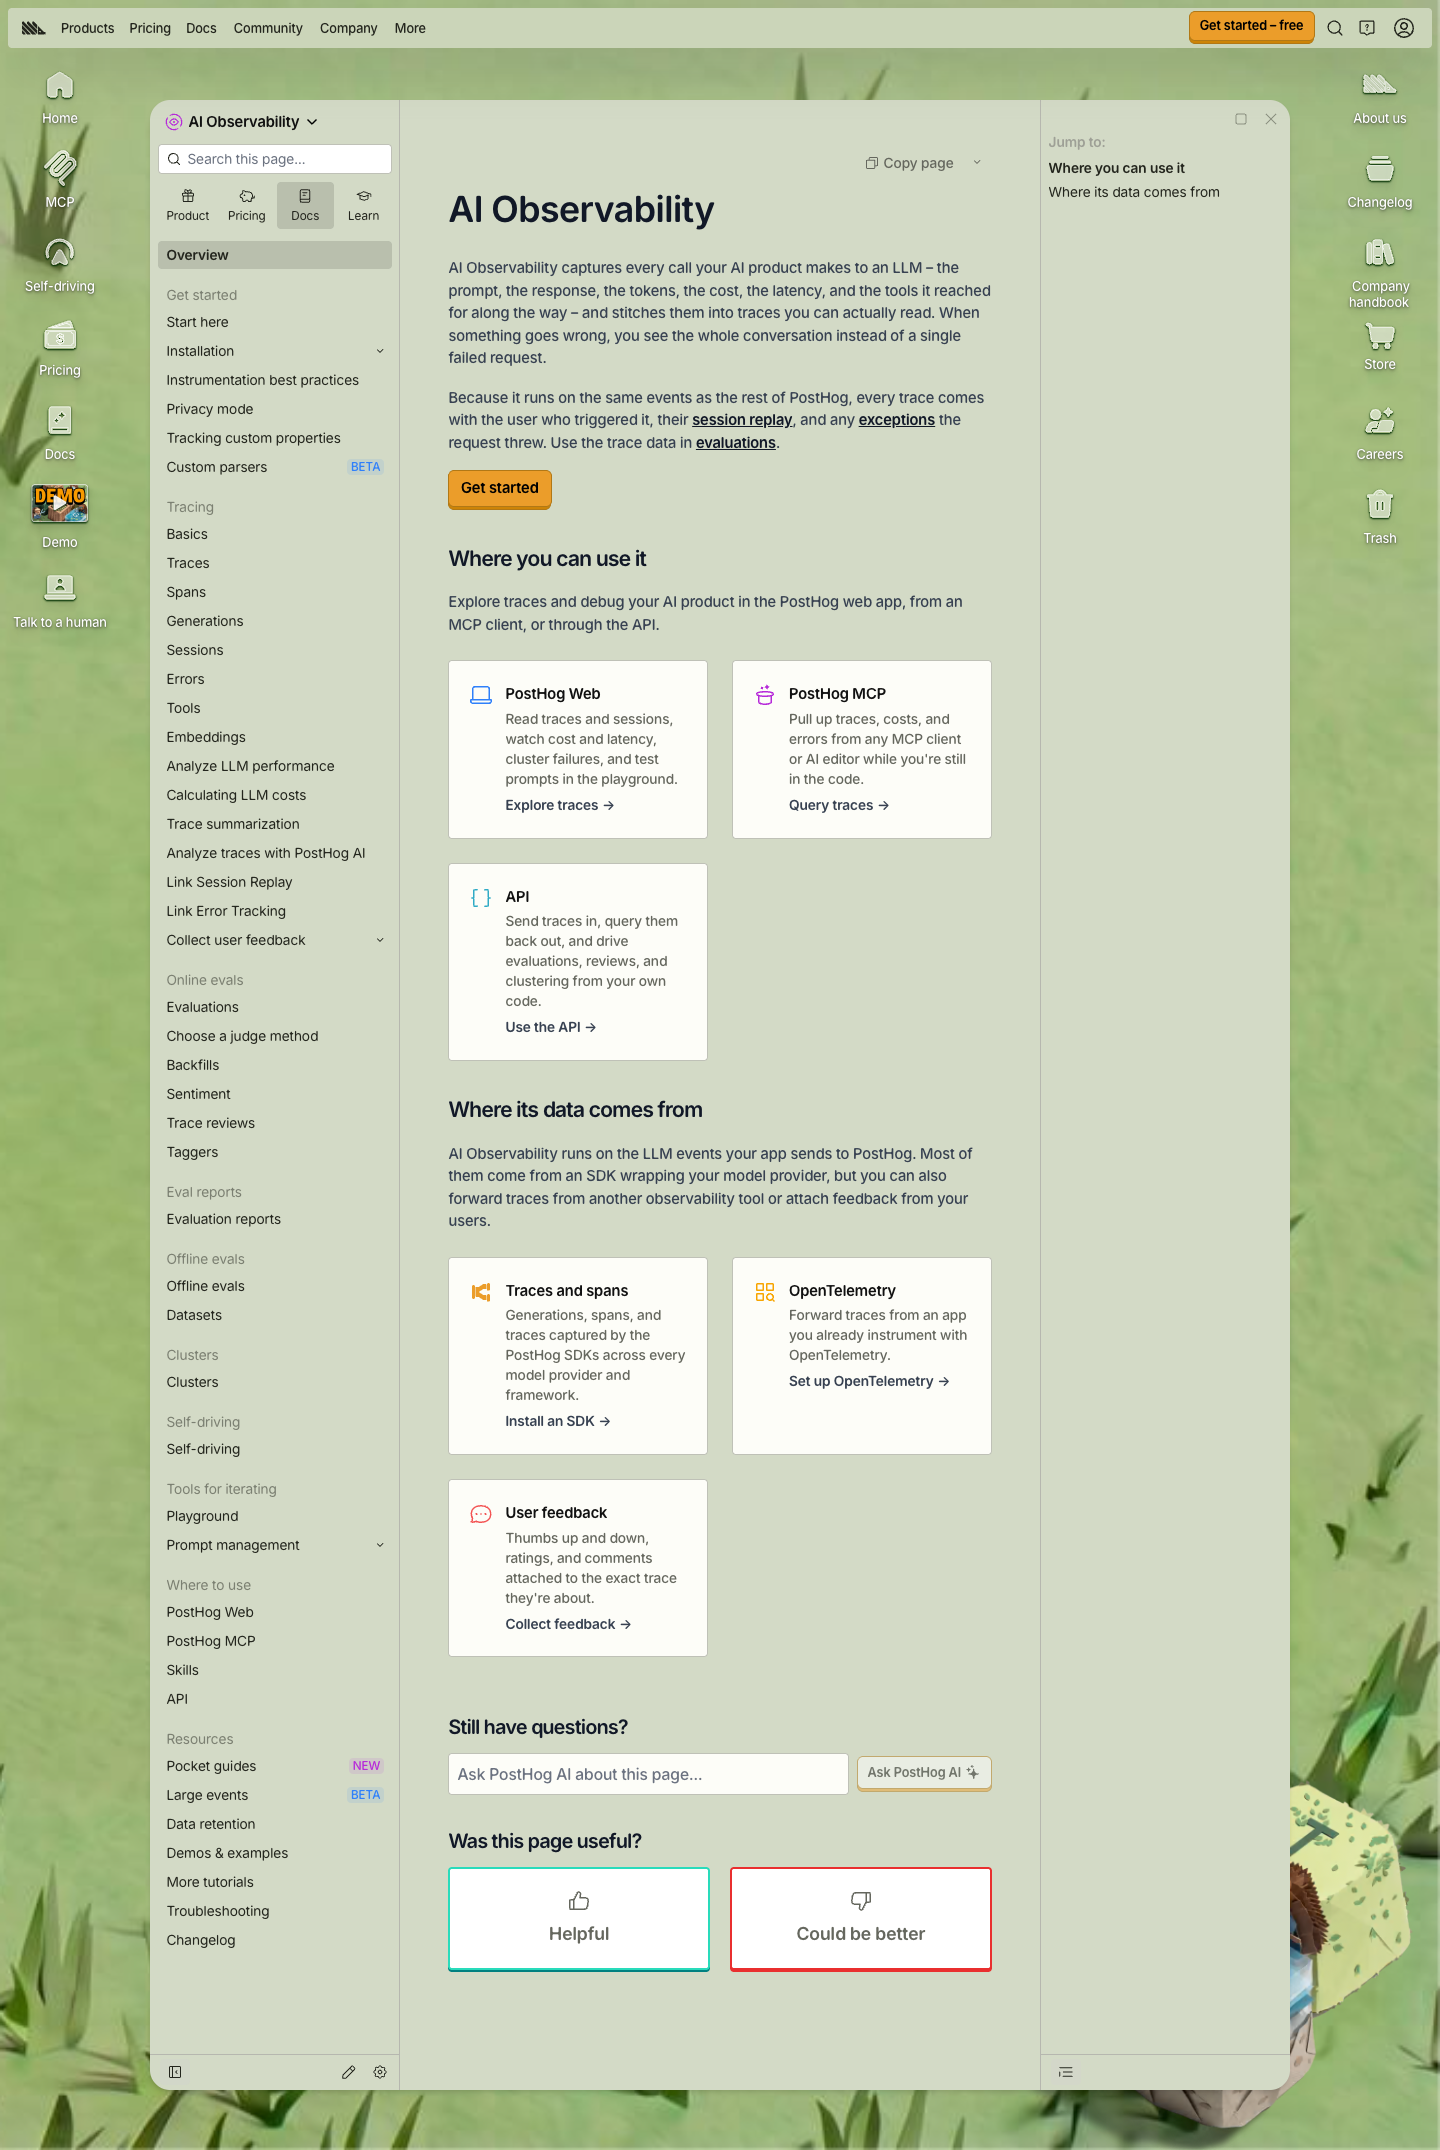 Products
Pricing
Docs
Community
Company
More
Get started – free
Home
MCP
Self-driving
Pricing
Docs
DEMO
Demo
Talk to a human
About us
Changelog
Company
handbook
Store
Careers
Trash
AI Observability
Search this page...
Product
Pricing
Docs
Learn
Overview
Get started
Start here
Installation
Instrumentation best practices
Privacy mode
Tracking custom properties
Custom parsers BETA
Tracing
Basics
Traces
Spans
Generations
Sessions
Errors
Tools
Embeddings
Analyze LLM performance
Calculating LLM costs
Trace summarization
Analyze traces with PostHog AI
Link Session Replay
Link Error Tracking
Collect user feedback
Online evals
Evaluations
Choose a judge method
Backfills
Sentiment
Trace reviews
Taggers
Eval reports
Evaluation reports
Offline evals
Offline evals
Datasets
Clusters
Clusters
Self-driving
Self-driving
Tools for iterating
Playground
Prompt management
Where to use
PostHog Web
PostHog MCP
Skills
API
Resources
Pocket guides NEW
Large events BETA
Data retention
Demos & examples
More tutorials
Troubleshooting
Changelog
Copy page
AI Observability
AI Observability captures every call your AI product makes to an LLM – the
prompt, the response, the tokens, the cost, the latency, and the tools it reached
for along the way – and stitches them into traces you can actually read. When
something goes wrong, you see the whole conversation instead of a single
failed request.
Because it runs on the same events as the rest of PostHog, every trace comes
with the user who triggered it, their session replay, and any exceptions the
request threw. Use the trace data in evaluations.
Get started
Where you can use it
Explore traces and debug your AI product in the PostHog web app, from an
MCP client, or through the API.
PostHog Web
Read traces and sessions,
watch cost and latency,
cluster failures, and test
prompts in the playground.
Explore traces →
PostHog MCP
Pull up traces, costs, and
errors from any MCP client
or AI editor while you're still
in the code.
Query traces →
API
Send traces in, query them
back out, and drive
evaluations, reviews, and
clustering from your own
code.
Use the API →
Where its data comes from
AI Observability runs on the LLM events your app sends to PostHog. Most of
them come from an SDK wrapping your model provider, but you can also
forward traces from another observability tool or attach feedback from your
users.
Traces and spans
Generations, spans, and
traces captured by the
PostHog SDKs across every
model provider and
framework.
Install an SDK →
OpenTelemetry
Forward traces from an app
you already instrument with
OpenTelemetry.
Set up OpenTelemetry →
User feedback
Thumbs up and down,
ratings, and comments
attached to the exact trace
they're about.
Collect feedback →
Still have questions?
Ask PostHog AI about this page...
Ask PostHog AI
Was this page useful?
Helpful
Could be better
Jump to:
Where you can use it
Where its data comes from